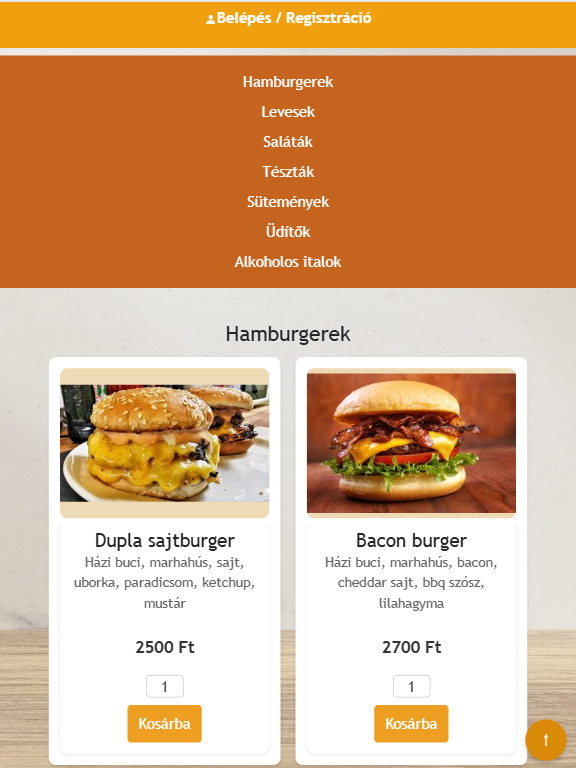 Belépés / Regisztráció
Hamburgerek
Levesek
Saláták
Tészták
Sütemények
Üdítők
Alkoholos italok
Hamburgerek
Dupla sajtburger
Házi buci, marhahús, sajt,
uborka, paradicsom, ketchup,
mustár
2500 Ft
1
Kosárba
Bacon burger
Házi buci, marhahús, bacon,
cheddar sajt, bbq szósz,
lilahagyma
2700 Ft
1
Kosárba